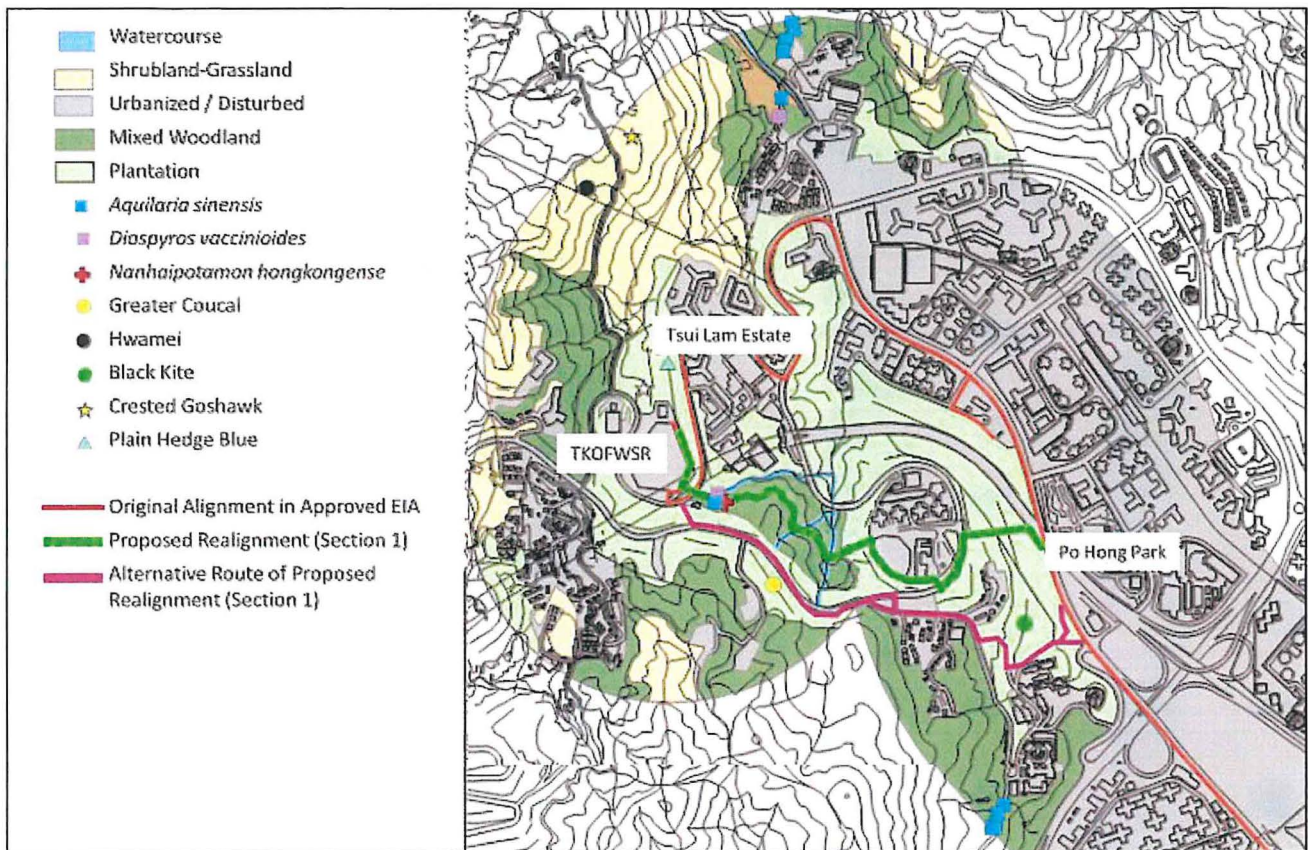 Watercourse
Shrubland-Grassland
Urbanized / Disturbed
Mixed Woodland
Plantation
Aquilaria sinensis
Diospyros vaccinioides
Nanhaipotamon hongkongense
Greater Coucal
Hwamei
Black Kite
Crested Goshawk
Plain Hedge Blue
Original Alignment in Approved EIA
Proposed Realignment (Section 1)
Alternative Route of Proposed
Realignment (Section 1)
Tsui Lam Estate
TKOFWSR
Po Hong Park